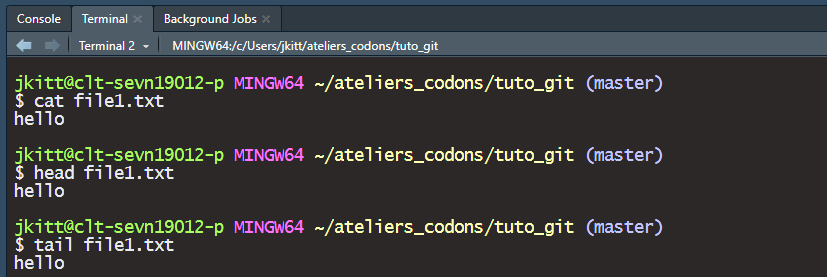 Console Terminal Background Jobs
Terminal 2 MINGW64:/c/Users/jkitt/ateliers_codons/tuto_git
jkitt@clt-sevn19012-p MINGW64 ~/ateliers_codons/tuto_git (master)
$ cat file1.txt
hello
jkitt@clt-sevn19012-p MINGW64 ~/ateliers_codons/tuto_git (master)
$ head file1.txt
hello
jkitt@clt-sevn19012-p MINGW64 ~/ateliers_codons/tuto_git (master)
$ tail file1.txt
hello